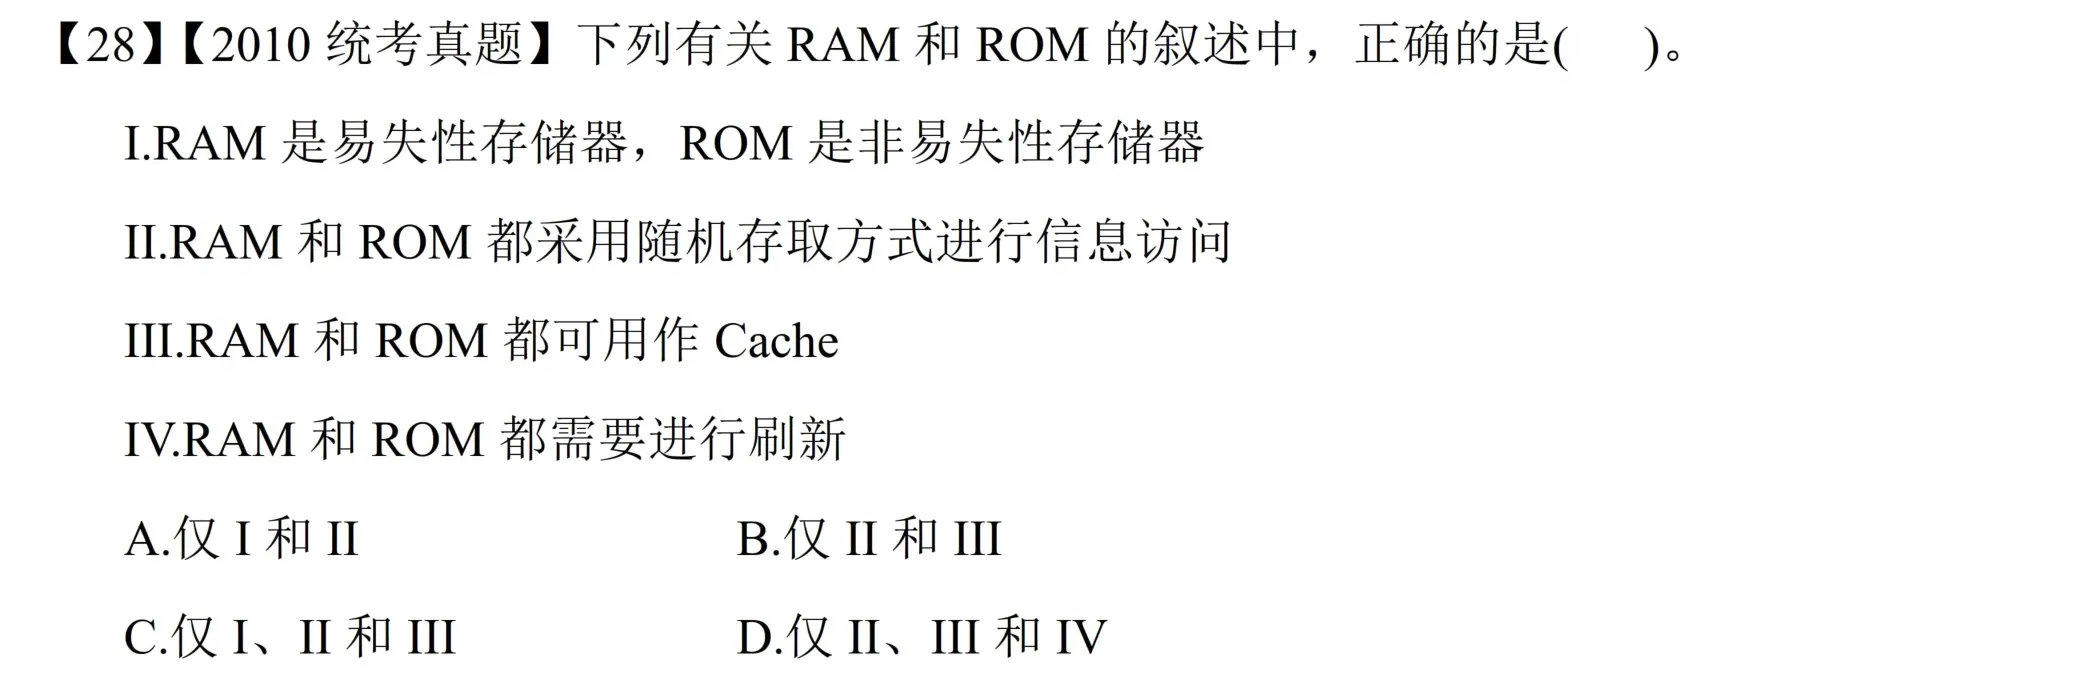 【28】【2010 统考真题】下列有关 RAM 和 ROM 的叙述中，正确的是(   )。
I.RAM 是易失性存储器，ROM 是非易失性存储器
II.RAM 和 ROM 都采用随机存取方式进行信息访问
III.RAM 和 ROM 都可用作 Cache
IV.RAM 和 ROM 都需要进行刷新
A.仅 I 和 II B.仅 II 和 III
C.仅 I、II 和 III D.仅 II、III 和 IV